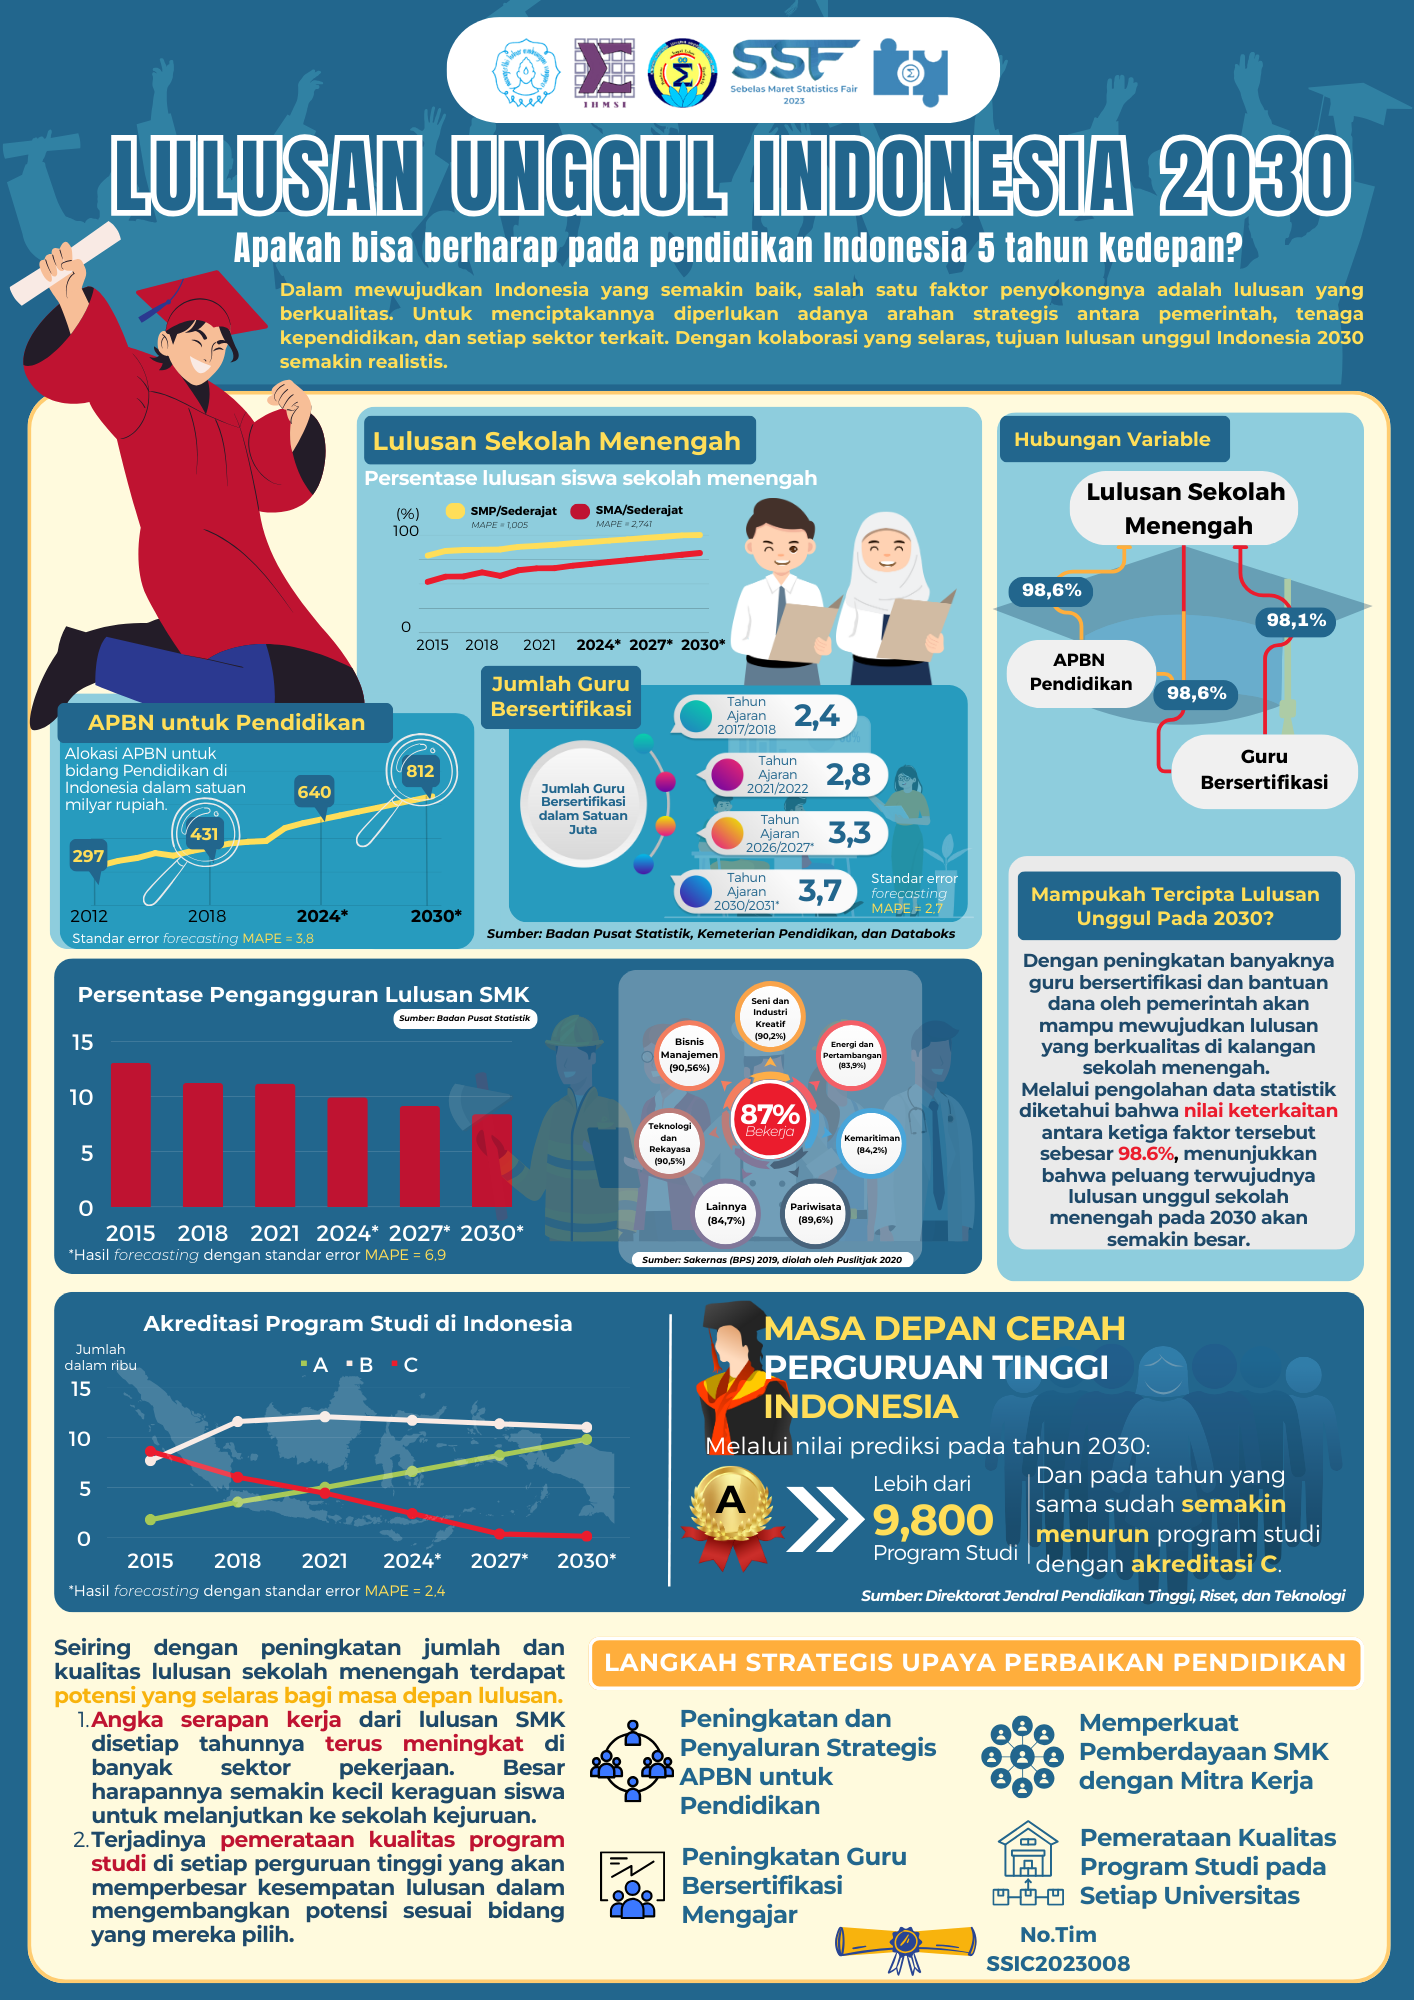 IHMSI
SSF
Sebelas Maret Statistics Fair
2023
LULUSAN UNGGUL INDONESIA 2030
Apakah bisa berharap pada pendidikan Indonesia 5 tahun kedepan?
Dalam mewujudkan Indonesia yang semakin baik, salah satu faktor penyokongnya adalah lulusan yang
berkualitas. Untuk menciptakannya diperlukan adanya arahan strategis antara pemerintah, tenaga
kependidikan, dan setiap sektor terkait. Dengan kolaborasi yang selaras, tujuan lulusan unggul Indonesia 2030
semakin realistis.
Lulusan Sekolah Menengah
Persentase lulusan siswa sekolah menengah
(%)
100
SMP/Sederajat
MAPE = 1,005
SMA/Sederajat
MAPE = 2,741
0
2015 2018 2021 2024* 2027* 2030*
Hubungan Variable
Lulusan Sekolah
Menengah
98,6%
98,1%
APBN
Pendidikan
98,6%
Guru
Bersertifikasi
APBN untuk Pendidikan
Alokasi APBN untuk
bidang Pendidikan di
Indonesia dalam satuan
milyar rupiah.
297
431
640
812
2012 2018 2024* 2030*
Standar error forecasting MAPE = 3,8
Jumlah Guru
Bersertifikasi
Jumlah Guru
Bersertifikasi
dalam Satuan
Juta
Tahun
Ajaran
2017/2018
2,4
Tahun
Ajaran
2021/2022
2,8
Tahun
Ajaran
2026/2027*
3,3
Tahun
Ajaran
2030/2031*
3,7
Standar error
forecasting
MAPE = 2.7
Sumber: Badan Pusat Statistik, Kemeterian Pendidikan, dan Databoks
Mampukah Tercipta Lulusan
Unggul Pada 2030?
Dengan peningkatan banyaknya
guru bersertifikasi dan bantuan
dana oleh pemerintah akan
mampu mewujudkan lulusan
yang berkualitas di kalangan
sekolah menengah.
Melalui pengolahan data statistik
diketahui bahwa nilai keterkaitan
antara ketiga faktor tersebut
sebesar 98.6%, menunjukkan
bahwa peluang terwujudnya
lulusan unggul sekolah
menengah pada 2030 akan
semakin besar.
Persentase Pengangguran Lulusan SMK
Sumber: Badan Pusat Statistik
15
10
5
0
2015 2018 2021 2024* 2027* 2030*
*Hasil forecasting dengan standar error MAPE = 6,9
Seni dan
Industri
Kreatif
(90,2%)
Bisnis
Manajemen
(90,56%)
Energi dan
Pertambangan
(83,9%)
87%
Bekerja
Teknologi
dan
Rekayasa
(90,5%)
Kemaritiman
(84,2%)
Lainnya
(84,7%)
Pariwisata
(89,6%)
Sumber: Sakernas (BPS) 2019, diolah oleh Puslitjak 2020
Akreditasi Program Studi di Indonesia
Jumlah
dalam ribu
A B C
15
10
5
0
2015 2018 2021 2024* 2027* 2030*
*Hasil forecasting dengan standar error MAPE = 2,4
MASA DEPAN CERAH
PERGURUAN TINGGI
INDONESIA
Melalui nilai prediksi pada tahun 2030:
A
Lebih dari
9,800
Program Studi
Dan pada tahun yang
sama sudah semakin
menurun program studi
dengan akreditasi C.
Sumber: Direktorat Jendral Pendidikan Tinggi, Riset, dan Teknologi
Seiring dengan peningkatan jumlah dan
kualitas lulusan sekolah menengah terdapat
potensi yang selaras bagi masa depan lulusan.
1. Angka serapan kerja dari lulusan SMK
disetiap tahunnya terus meningkat di
banyak sektor pekerjaan. Besar
harapannya semakin kecil keraguan siswa
untuk melanjutkan ke sekolah kejuruan.
2. Terjadinya pemerataan kualitas program
studi di setiap perguruan tinggi yang akan
memperbesar kesempatan lulusan dalam
mengembangkan potensi sesuai bidang
yang mereka pilih.
LANGKAH STRATEGIS UPAYA PERBAIKAN PENDIDIKAN
Peningkatan dan
Penyaluran Strategis
APBN untuk
Pendidikan
Memperkuat
Pemberdayaan SMK
dengan Mitra Kerja
Peningkatan Guru
Bersertifikasi
Mengajar
Pemerataan Kualitas
Program Studi pada
Setiap Universitas
No.Tim
SSIC2023008